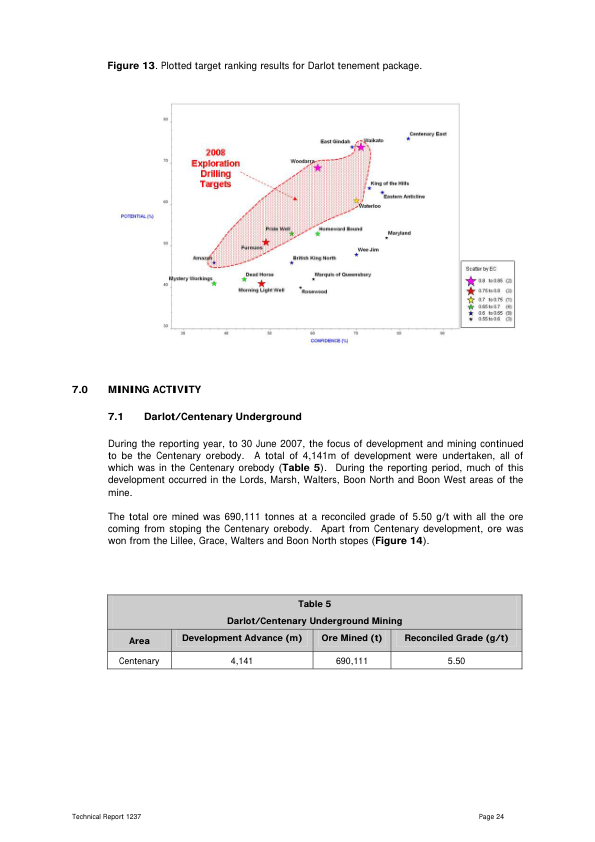 Figure 13. Plotted target ranking results for Darlot tenement package.
80
Centenary East
East Gindah
Waikato
2008
Exploration
Drilling
Targets
70
Woodarra
King of the Hills
Eastern Anticline
60
Waterloo
POTENTIAL (%)
Pride Well
Homeward Bound
Maryland
50
Furmans
Wee Jim
Amazon
British King North
Scatter by EC
Mystery Workings
Dead Horse
Marquis of Queensbury
40
Morning Light Well
Rosewood
0.8 to 0.85 (2)
0.75 to 0.8 (2)
0.7 to 0.75 (1)
0.65 to 0.7
0.6 to 0.65
0.55 to 0.6 (3)
30
30 40 50 60 70 80 90
CONFIDENCE (%)
7.0 MINING ACTIVITY
7.1 Darlot/Centenary Underground
During the reporting year, to 30 June 2007, the focus of development and mining continued
to be the Centenary orebody. A total of 4,141m of development were undertaken, all of
which was in the Centenary orebody (Table 5). During the reporting period, much of this
development occurred in the Lords, Marsh, Walters, Boon North and Boon West areas of the
mine.
The total ore mined was 690,111 tonnes at a reconciled grade of 5.50 g/t with all the ore
coming from stoping the Centenary orebody. Apart from Centenary development, ore was
won from the Lillee, Grace, Walters and Boon North stopes (Figure 14).
Table 5
Darlot/Centenary Underground Mining
Area Development Advance (m) Ore Mined (t) Reconciled Grade (g/t)
Centenary 4,141 690,111 5.50
Technical Report 1237 Page 24